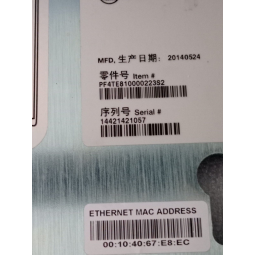 MFD, 生产日期: 20140524
零件号 Item #
PF4TE810000223S2
序列号 Serial #
14421421057
ETHERNET MAC ADDRESS
00:10:40:67:E8:EC